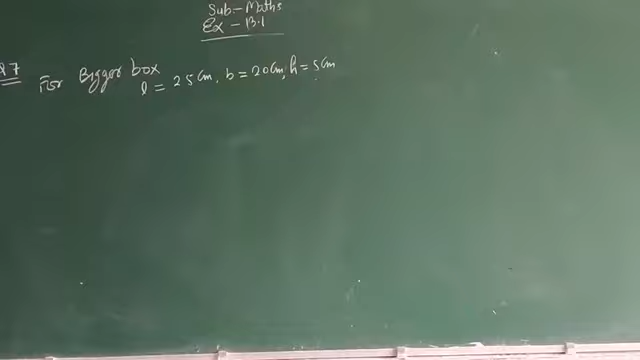 Sub:- Maths
Ex - 13.1
Q7 For Bigger box
l = 25 cm, b = 20 cm, h = 5 cm